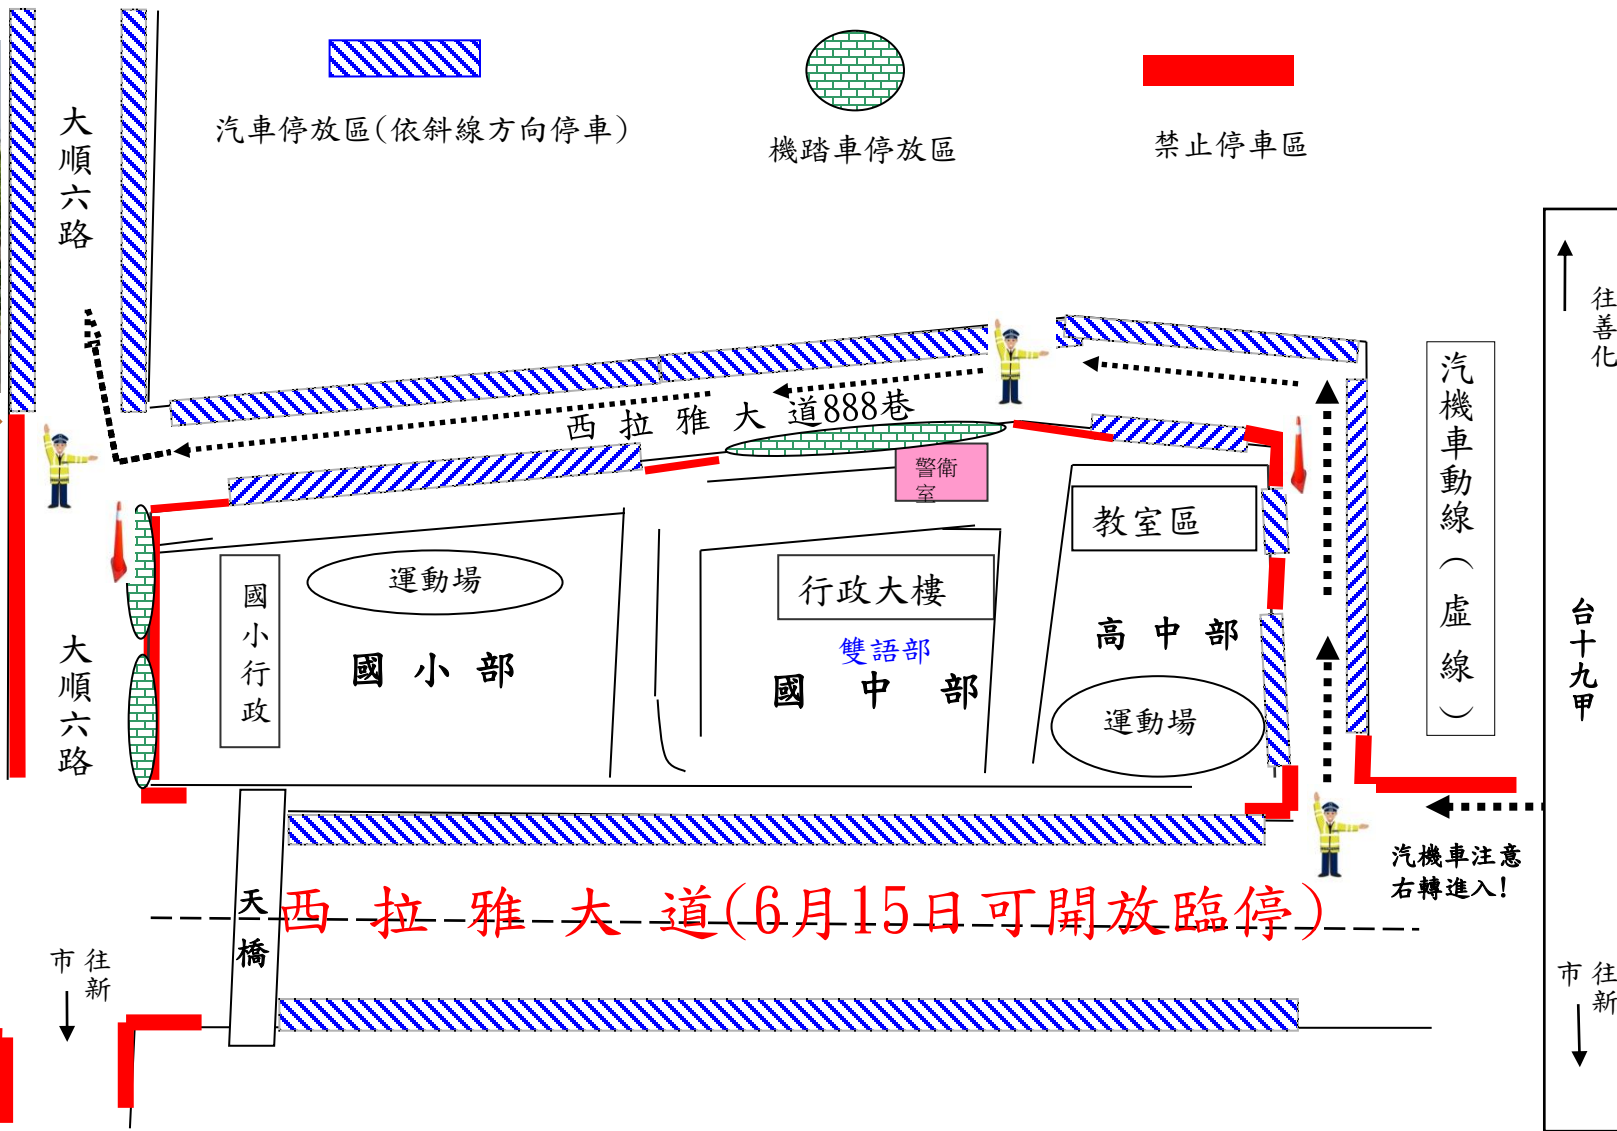 汽車停放區(依斜線方向停車)
機踏車停放區
禁止停車區
大順六路
往善化
汽機車動線（虛線）
西拉雅大道888巷
警衛
室
教室區
運動場
行政大樓
國小行政
雙語部
高中部
國小部
國中部
運動場
大順六路
台十九甲
汽機車注意
右轉進入!
天橋
西拉雅大道(6月15日可開放臨停)
往新
市
往新
市